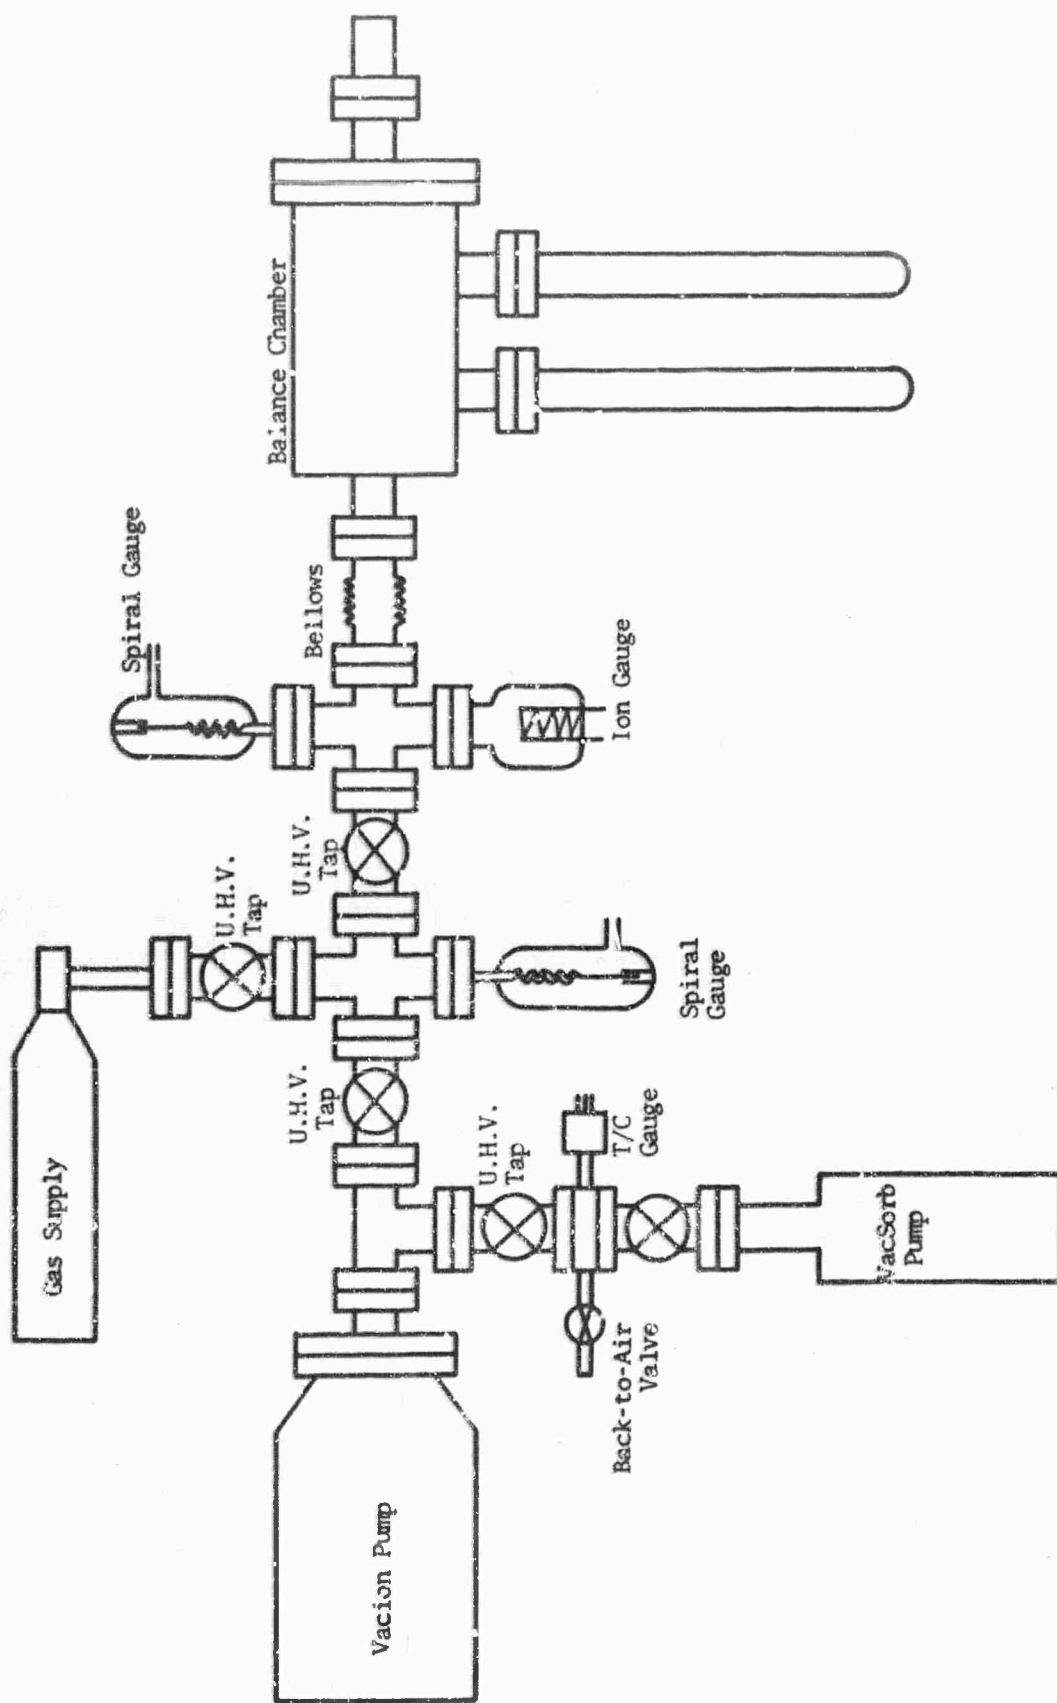 Gas Supply
U.H.V.
Tap
Spiral Gauge
Bellows
Balance Chamber
U.H.V.
Tap
U.H.V.
Tap
Ion Gauge
Vacion Pump
U.H.V.
Tap
Spiral
Gauge
T/C
Gauge
Back-to-Air
Valve
VacSorb
Pump